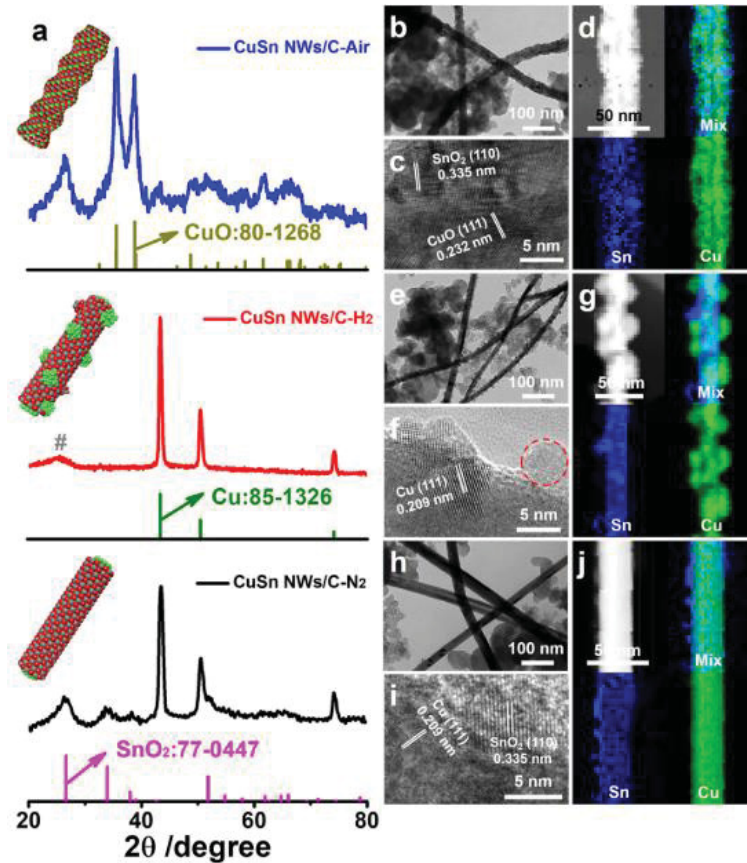 a
CuSn NWs/C-Air
CuO:80-1268
CuSn NWs/C-H₂
#
Cu:85-1326
CuSn NWs/C-N₂
SnO₂:77-0447
20 40 60 80
2θ /degree
b
100 nm
c
SnO₂ (110)
0.335 nm
CuO (111)
0.232 nm
5 nm
d
50 nm
Mix
Sn
Cu
e
100 nm
f
Cu (111)
0.209 nm
5 nm
g
50 nm
Mix
Sn
Cu
h
100 nm
i
Cu (111)
0.209 nm
SnO₂ (110)
0.335 nm
5 nm
j
50 nm
Mix
Sn
Cu